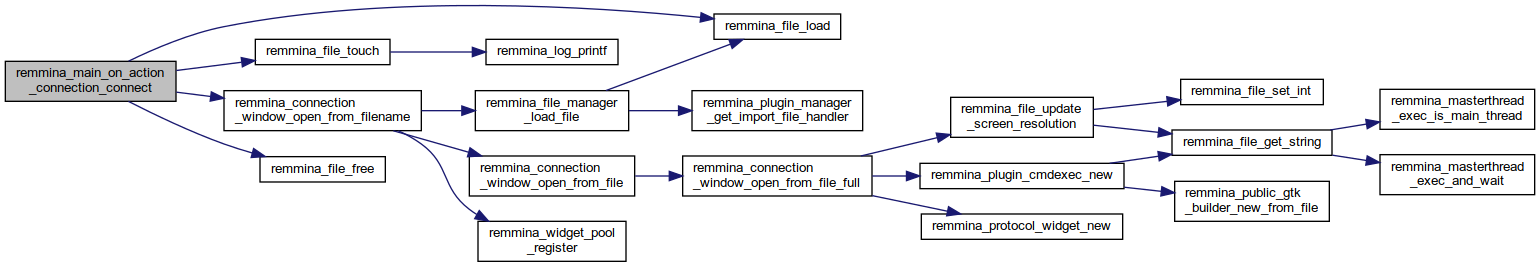 remmina_main_on_action
_connection_connect
remmina_file_load
remmina_file_touch
remmina_log_printf
remmina_connection
_window_open_from_filename
remmina_file_manager
_load_file
remmina_plugin_manager
_get_import_file_handler
remmina_file_free
remmina_connection
_window_open_from_file
remmina_connection
_window_open_from_file_full
remmina_widget_pool
_register
remmina_file_update
_screen_resolution
remmina_plugin_cmdexec_new
remmina_protocol_widget_new
remmina_file_set_int
remmina_file_get_string
remmina_public_gtk
_builder_new_from_file
remmina_masterthread
_exec_is_main_thread
remmina_masterthread
_exec_and_wait